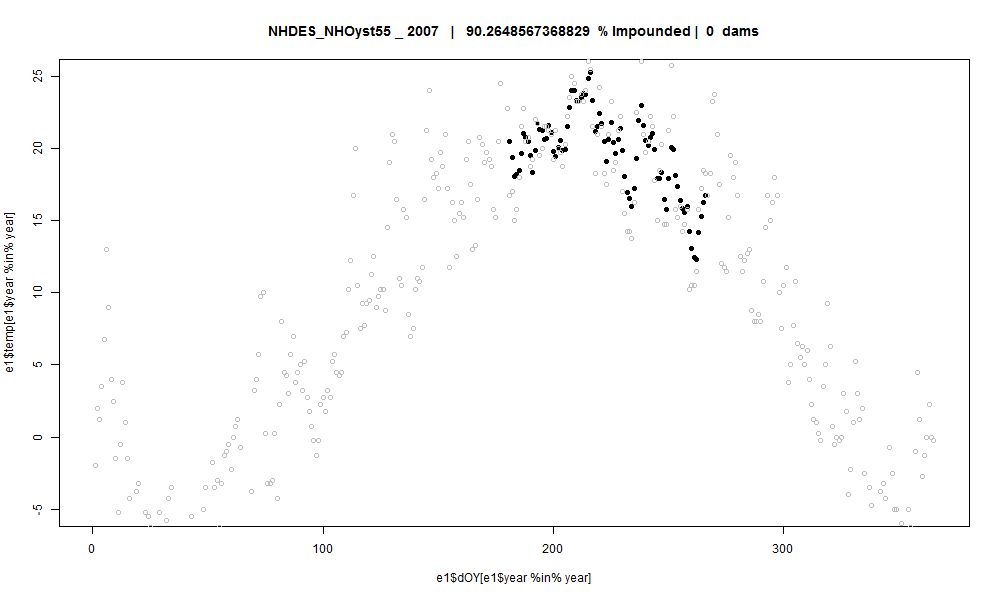 NHDES_NHOyst55 _ 2007 | 90.2648567368829 % Impounded | 0 dams
e1$temp[e1$year %in% year]
25
20
15
10
5
0
-5
0 100 200 300
e1$dOY[e1$year %in% year]